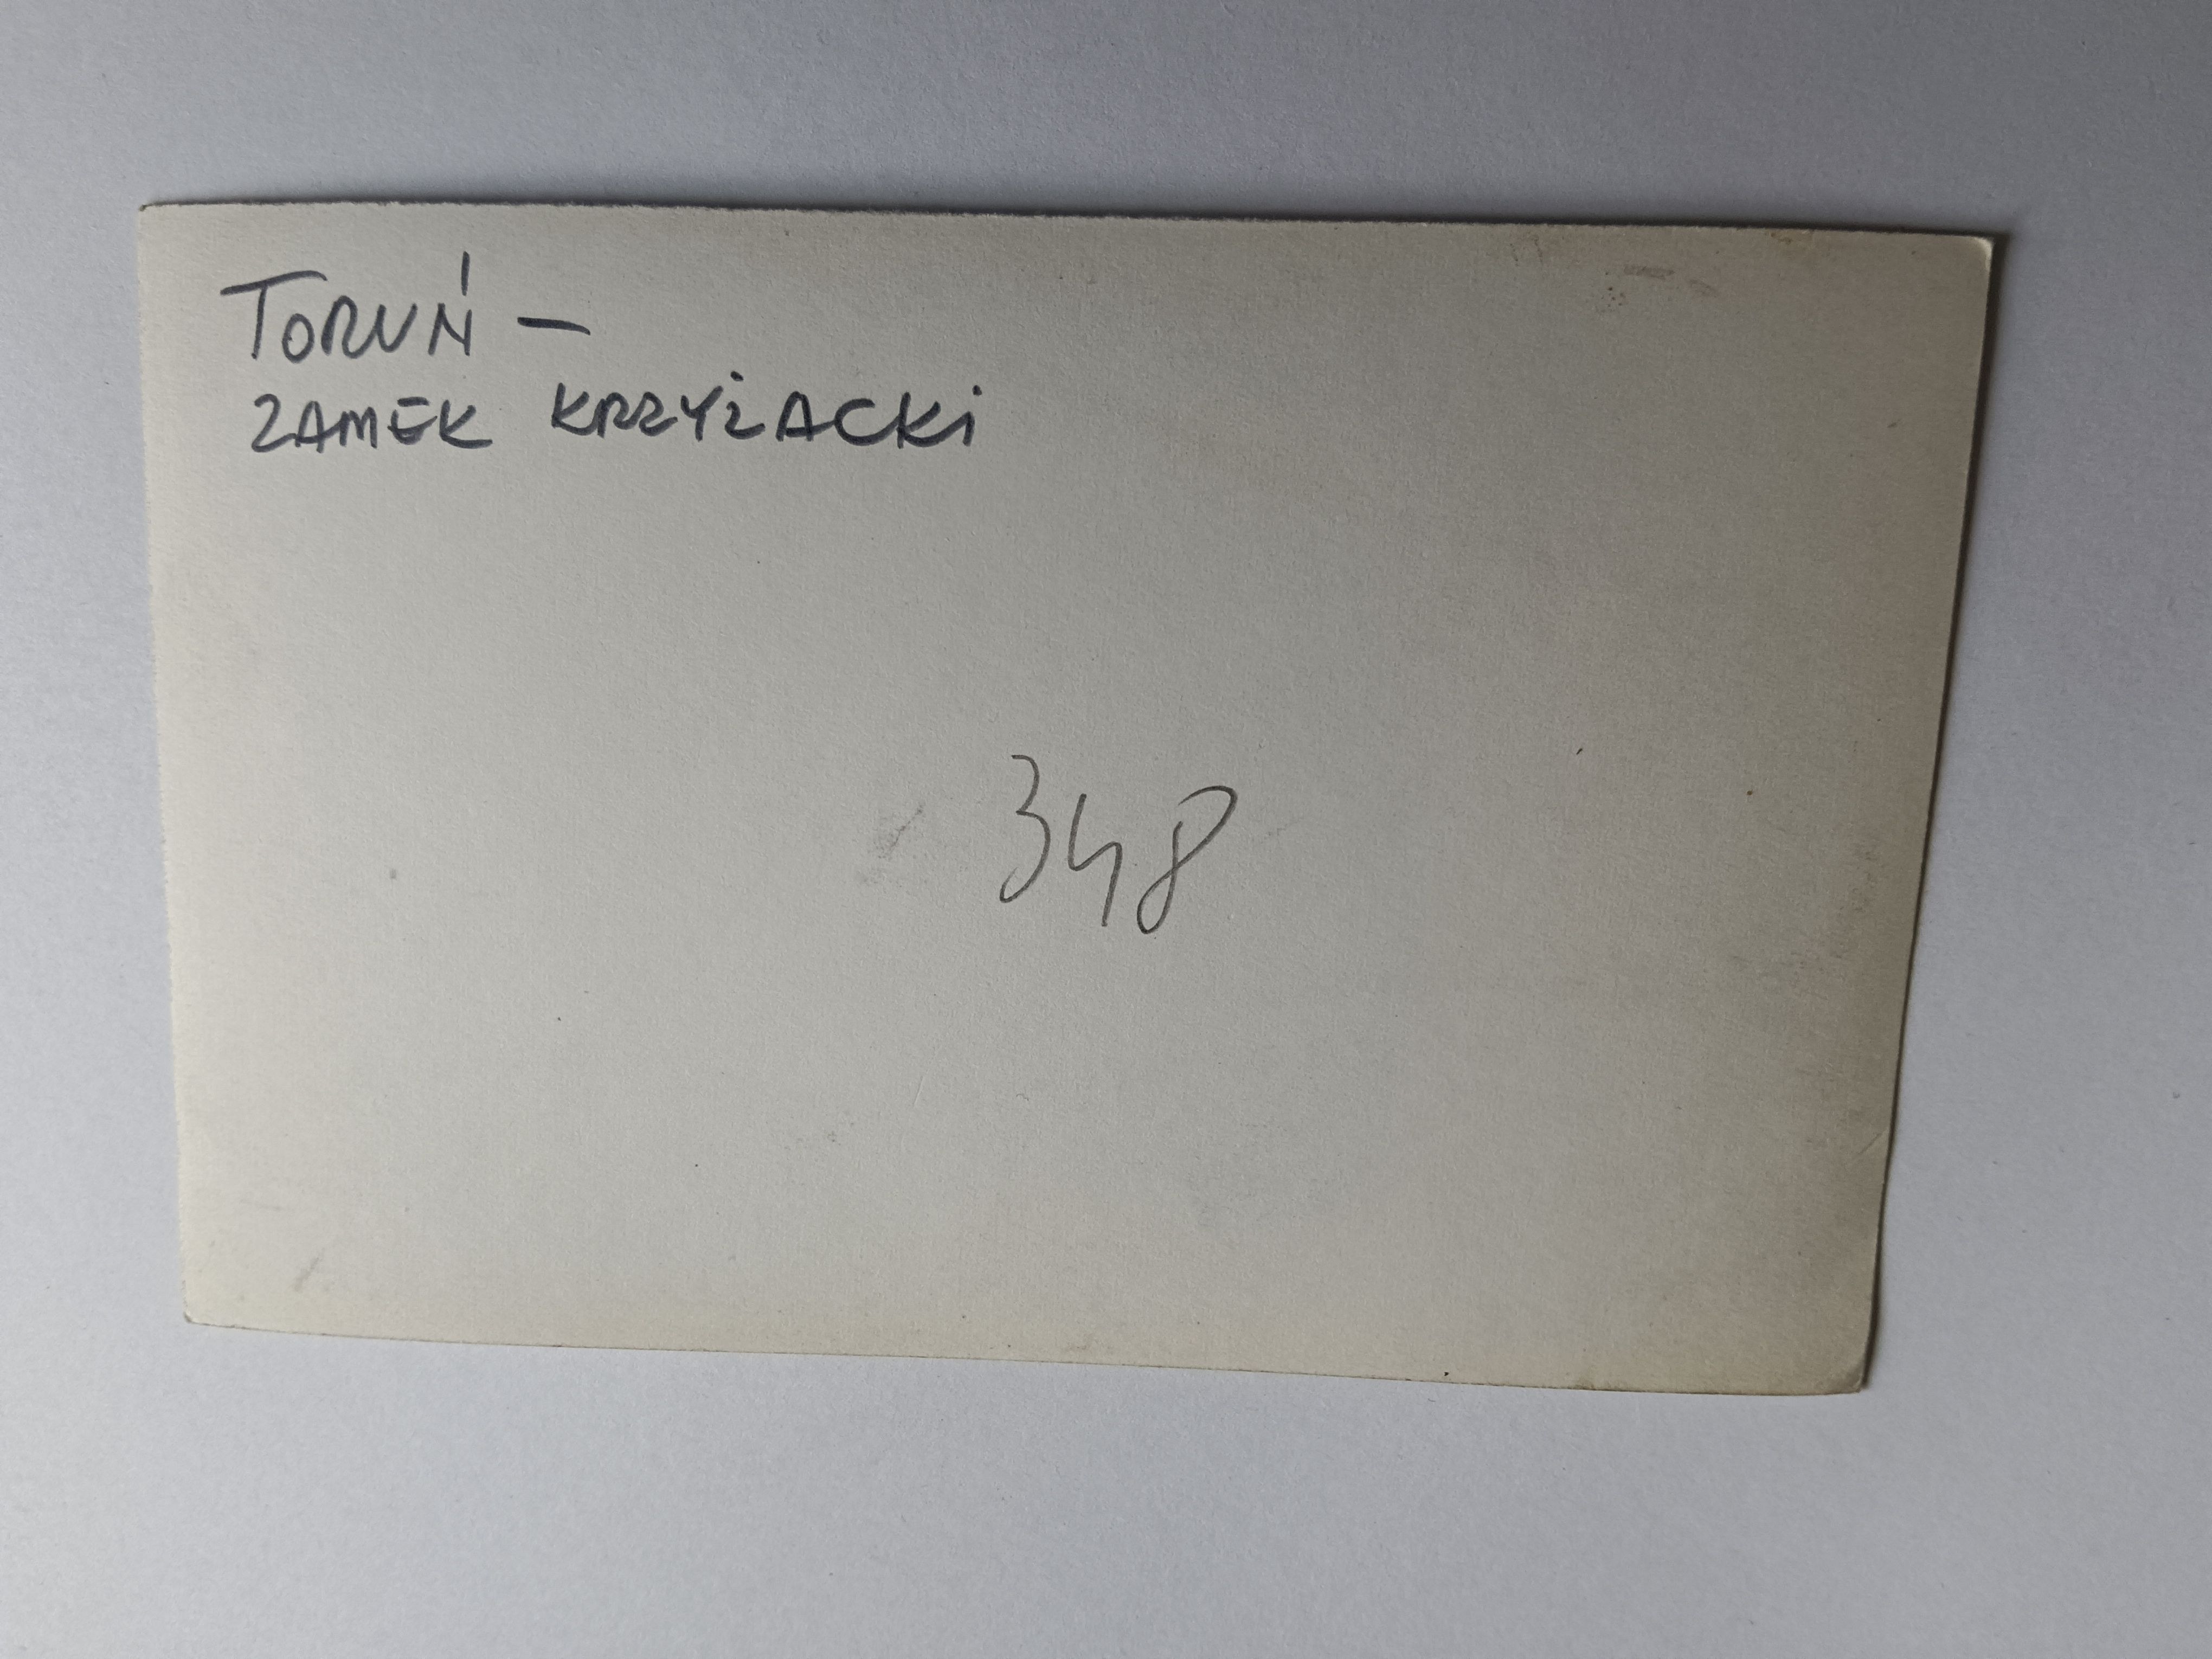 TORUŃ –
ZAMEK KRZYŻACKI
348